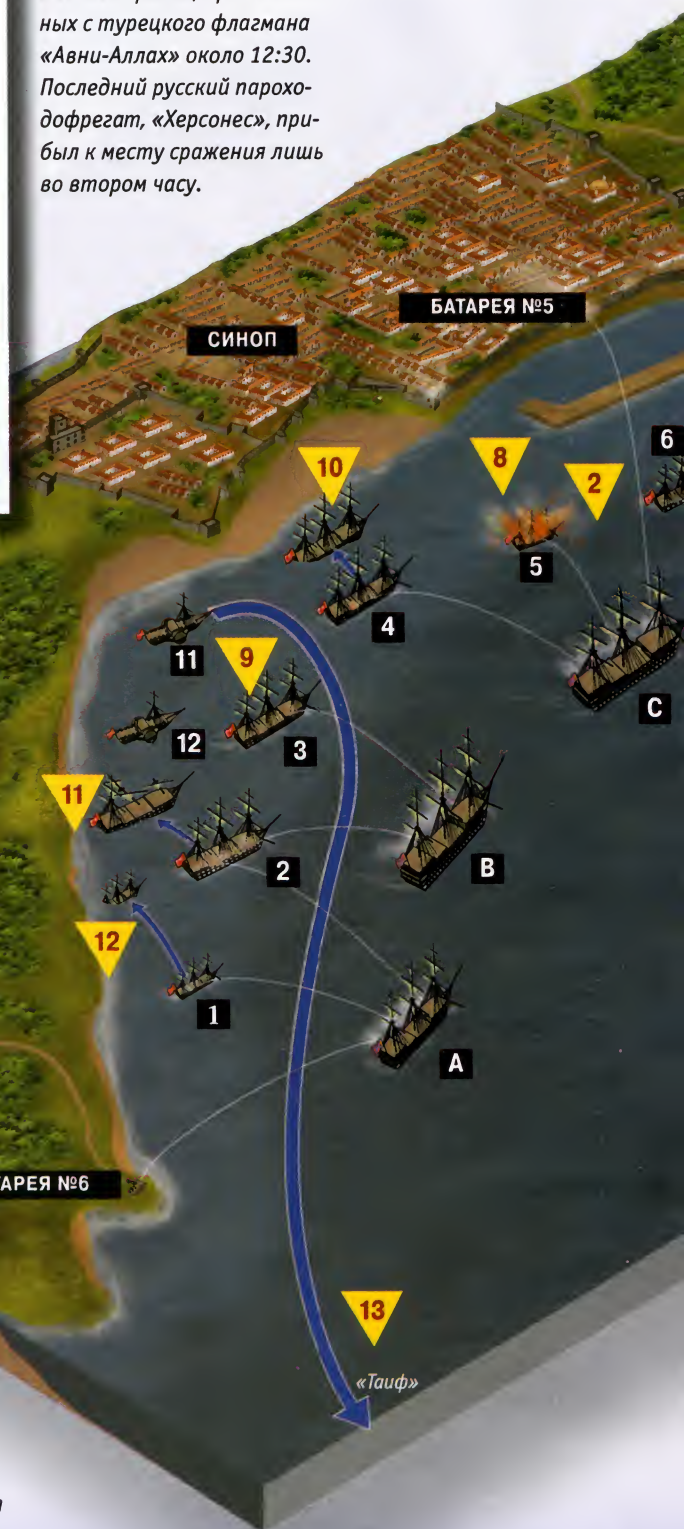 ных с турецкого флагмана
«Авни-Аллах» около 12:30.
Последний русский парохо-
дофрегат, «Херсонес», при-
был к месту сражения лишь
во втором часу.
БАТАРЕЯ №5
СИНОП
10
8
2
6
5
4
11
9
C
12
3
11
2
B
12
1
A
АРЕЯ №6
13
«Таиф»